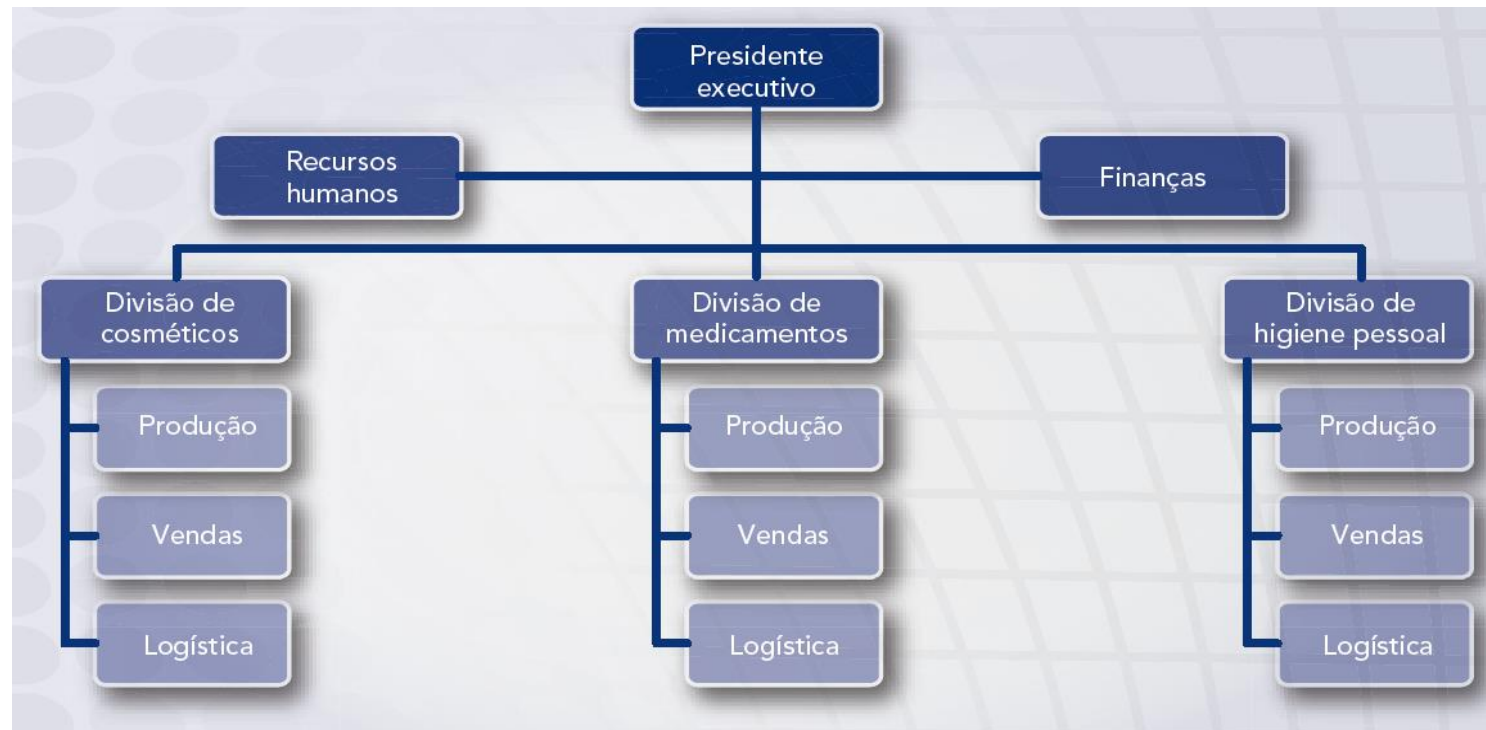 Presidente
executivo
Recursos
humanos
Finanças
Divisão de
cosméticos
Divisão de
medicamentos
Divisão de
higiene pessoal
Produção
Produção
Produção
Vendas
Vendas
Vendas
Logística
Logística
Logística